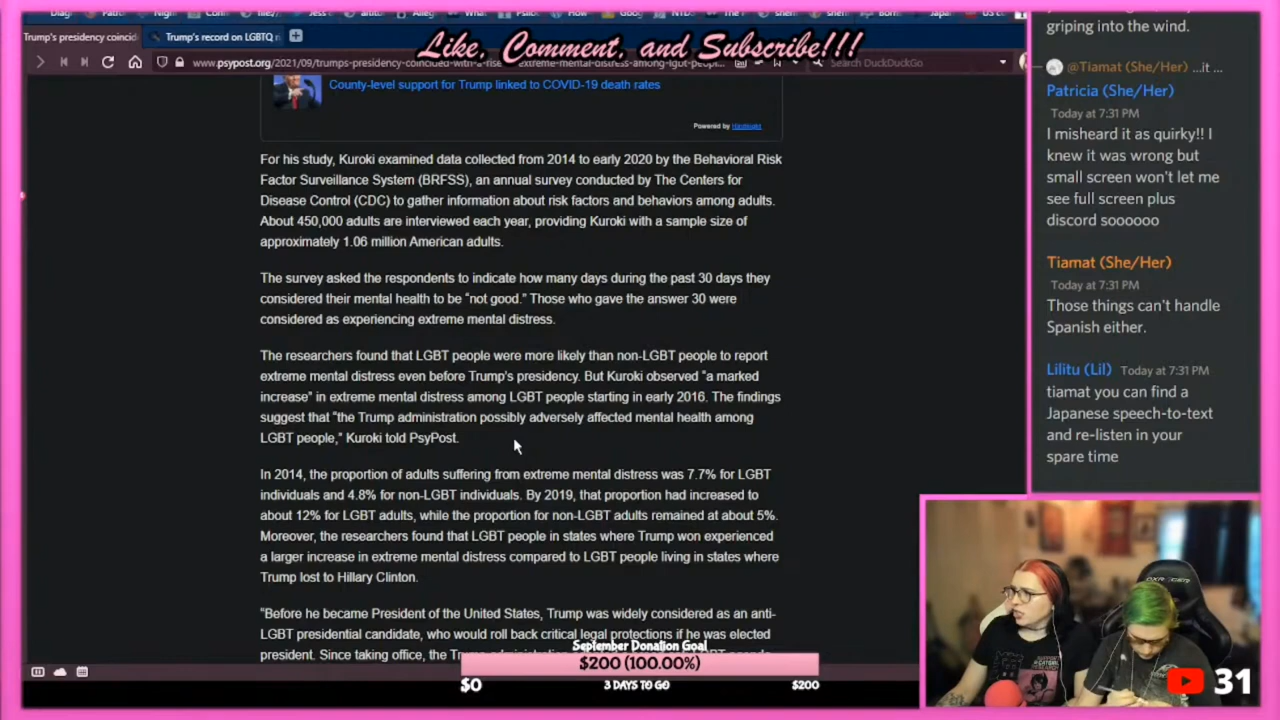 Trump's presidency coincid
Trump's record on LGBTQ ri
Like, Comment, and Subscribe!!!
www.psypost.org/2021/09/trumps-presidency-coincided-with-a-rise
extreme-mental-distress-among-lgbt-peopl...
Search DuckDuckGo
County-level support for Trump linked to COVID-19 death rates
Powered by
For his study, Kuroki examined data collected from 2014 to early 2020 by the Behavioral Risk
Factor Surveillance System (BRFSS), an annual survey conducted by The Centers for
Disease Control (CDC) to gather information about risk factors and behaviors among adults.
About 450,000 adults are interviewed each year, providing Kuroki with a sample size of
approximately 1.06 million American adults.
The survey asked the respondents to indicate how many days during the past 30 days they
considered their mental health to be “not good.” Those who gave the answer 30 were
considered as experiencing extreme mental distress.
The researchers found that LGBT people were more likely than non-LGBT people to report
extreme mental distress even before Trump's presidency. But Kuroki observed “a marked
increase” in extreme mental distress among LGBT people starting in early 2016. The findings
suggest that “the Trump administration possibly adversely affected mental health among
LGBT people,” Kuroki told PsyPost.
In 2014, the proportion of adults suffering from extreme mental distress was 7.7% for LGBT
individuals and 4.8% for non-LGBT individuals. By 2019, that proportion had increased to
about 12% for LGBT adults, while the proportion for non-LGBT adults remained at about 5%.
Moreover, the researchers found that LGBT people in states where Trump won experienced
a larger increase in extreme mental distress compared to LGBT people living in states where
Trump lost to Hillary Clinton.
“Before he became President of the United States, Trump was widely considered as an anti-
LGBT presidential candidate, who would roll back critical legal protections if he was elected
president. Since taking office, the
September Donation Goal
$200 (100.00%)
$0
3 DAYS TO GO
$200
griping into the wind.
@Tiamat (She/Her) ...it ...
Patricia (She/Her)
Today at 7:31 PM
I misheard it as quirky!! I
knew it was wrong but
small screen won't let me
see full screen plus
discord sooooo
Tiamat (She/Her)
Today at 7:31 PM
Those things can't handle
Spanish either.
Lilitu (Lil) Today at 7:31 PM
tiamat you can find a
Japanese speech-to-text
and re-listen in your
spare time
31